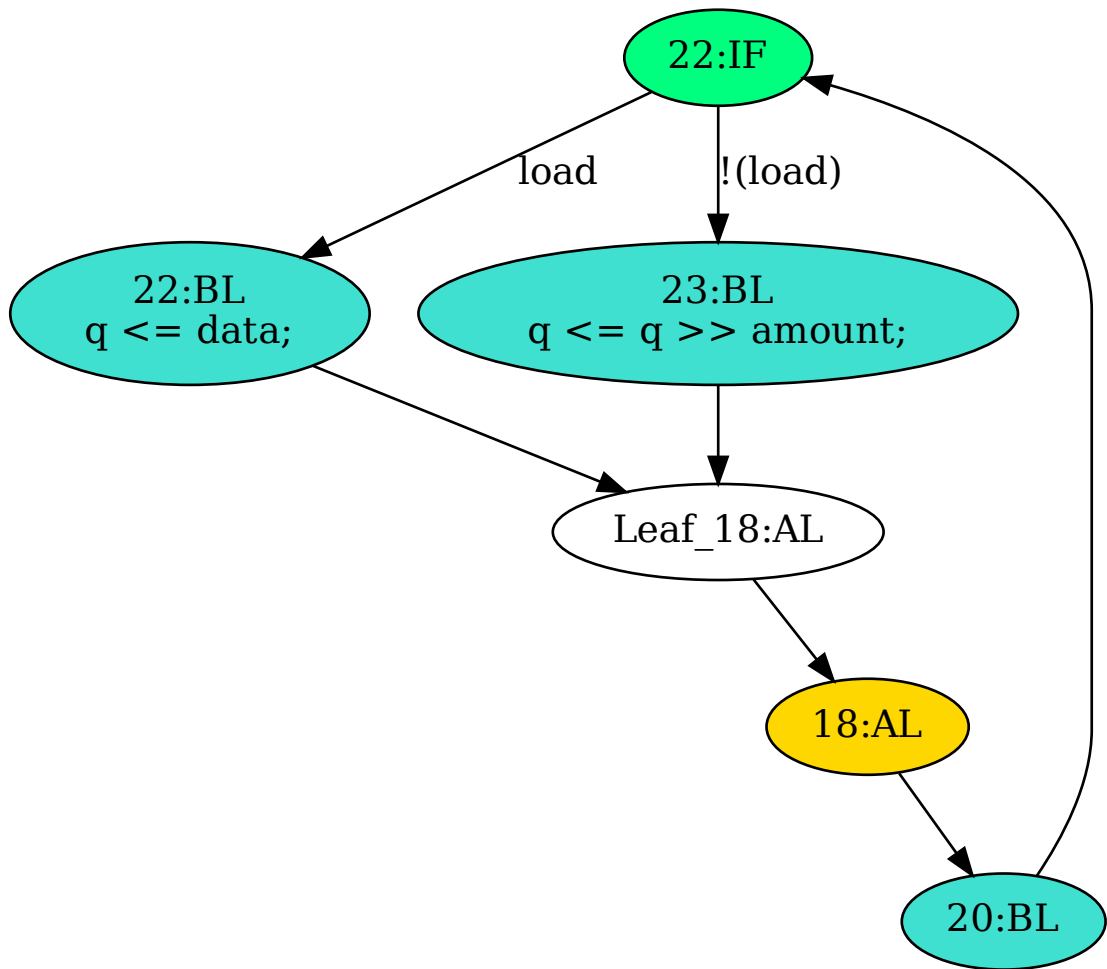 22:IF
load
!(load)
22:BL
q <= data;
23:BL
q <= q >> amount;
Leaf_18:AL
18:AL
20:BL